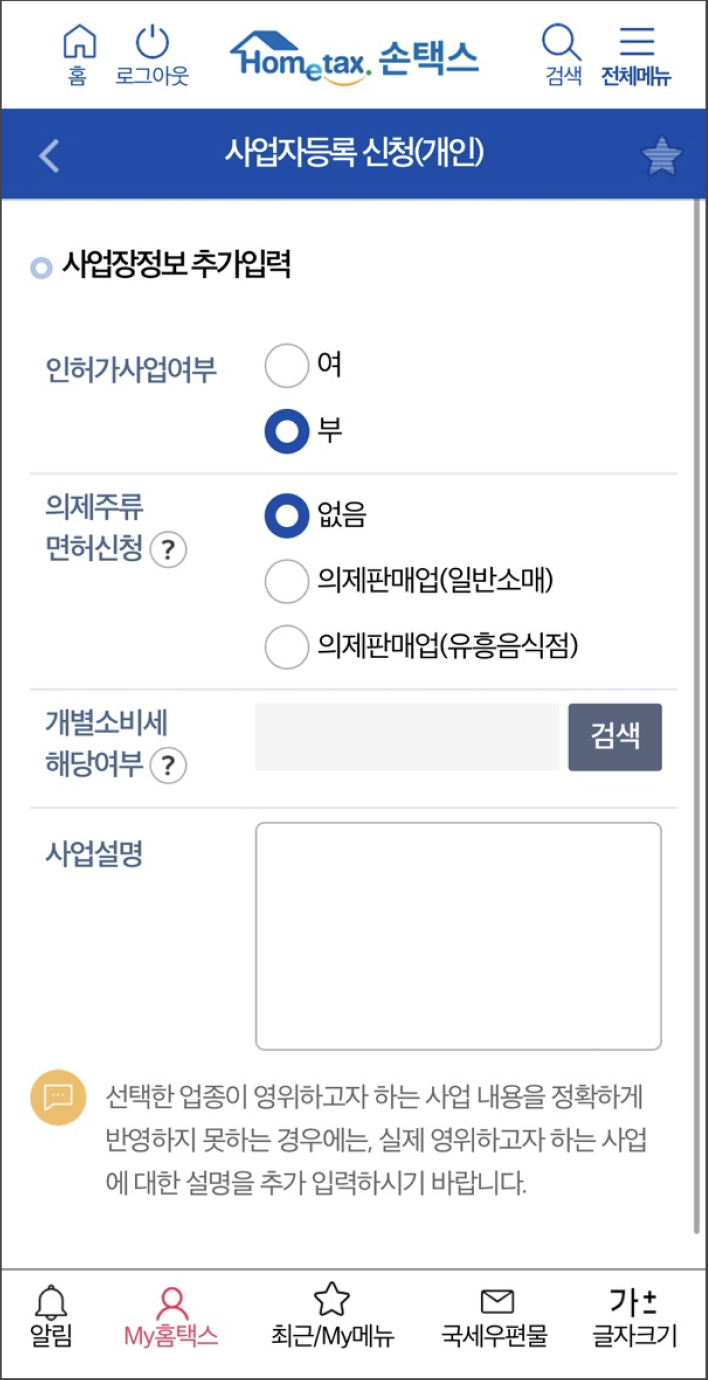 홈
로그아웃
Hometax. 손택스
검색
전체메뉴
사업자등록 신청(개인)
사업장정보 추가입력
인허가사업여부
여
부
의제주류
면허신청 ?
없음
의제판매업(일반소매)
의제판매업(유흥음식점)
개별소비세
해당여부 ?
검색
사업설명
선택한 업종이 영위하고자 하는 사업 내용을 정확하게
반영하지 못하는 경우에는, 실제 영위하고자 하는 사업
에 대한 설명을 추가 입력하시기 바랍니다.
알림
My홈택스
최근/My메뉴
국세우편물
가±
글자크기